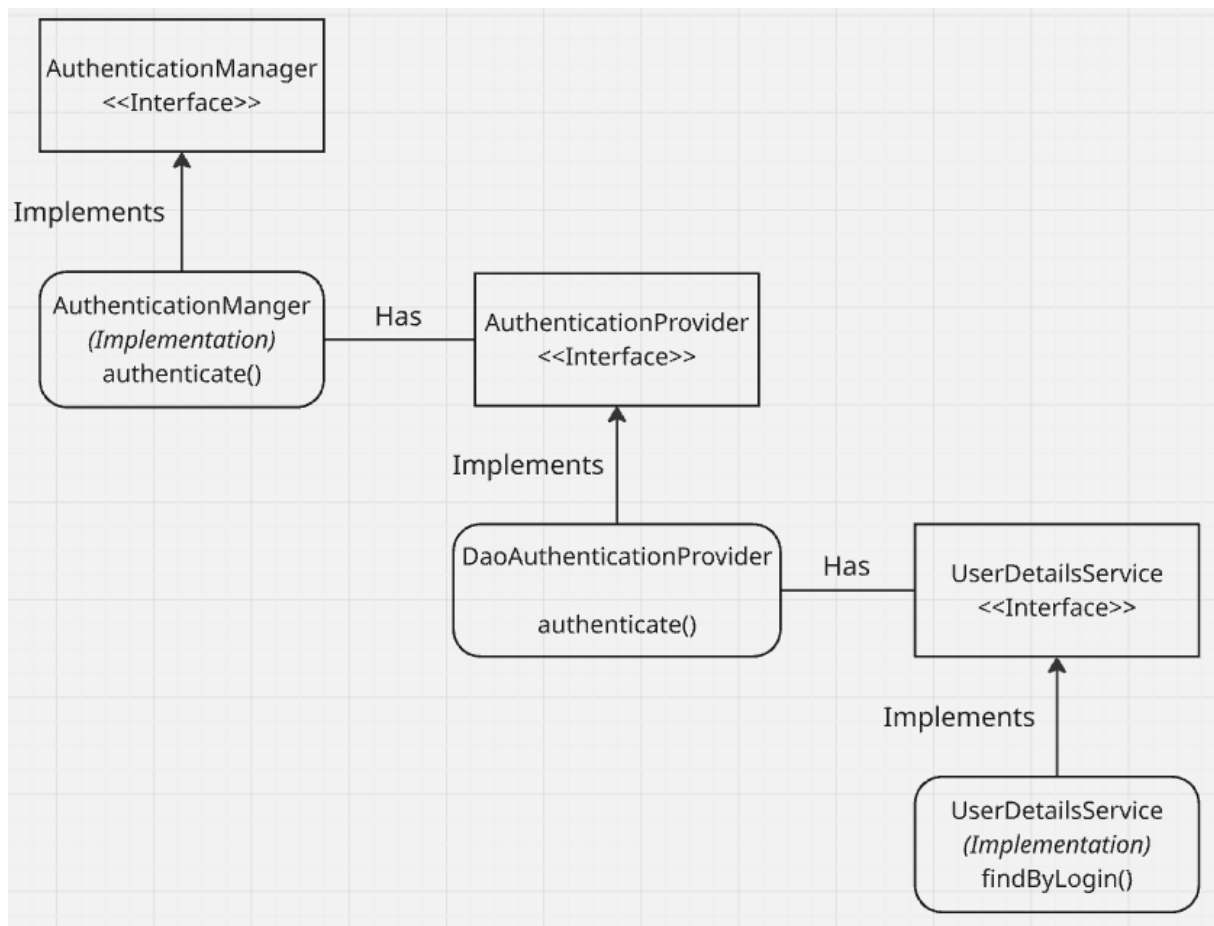 AuthenticationManager
<<Interface>>
Implements
AuthenticationManger
(Implementation)
authenticate()
Has
AuthenticationProvider
<<Interface>>
Implements
DaoAuthenticationProvider
authenticate()
Has
UserDetailsService
<<Interface>>
Implements
UserDetailsService
(Implementation)
findByLogin()